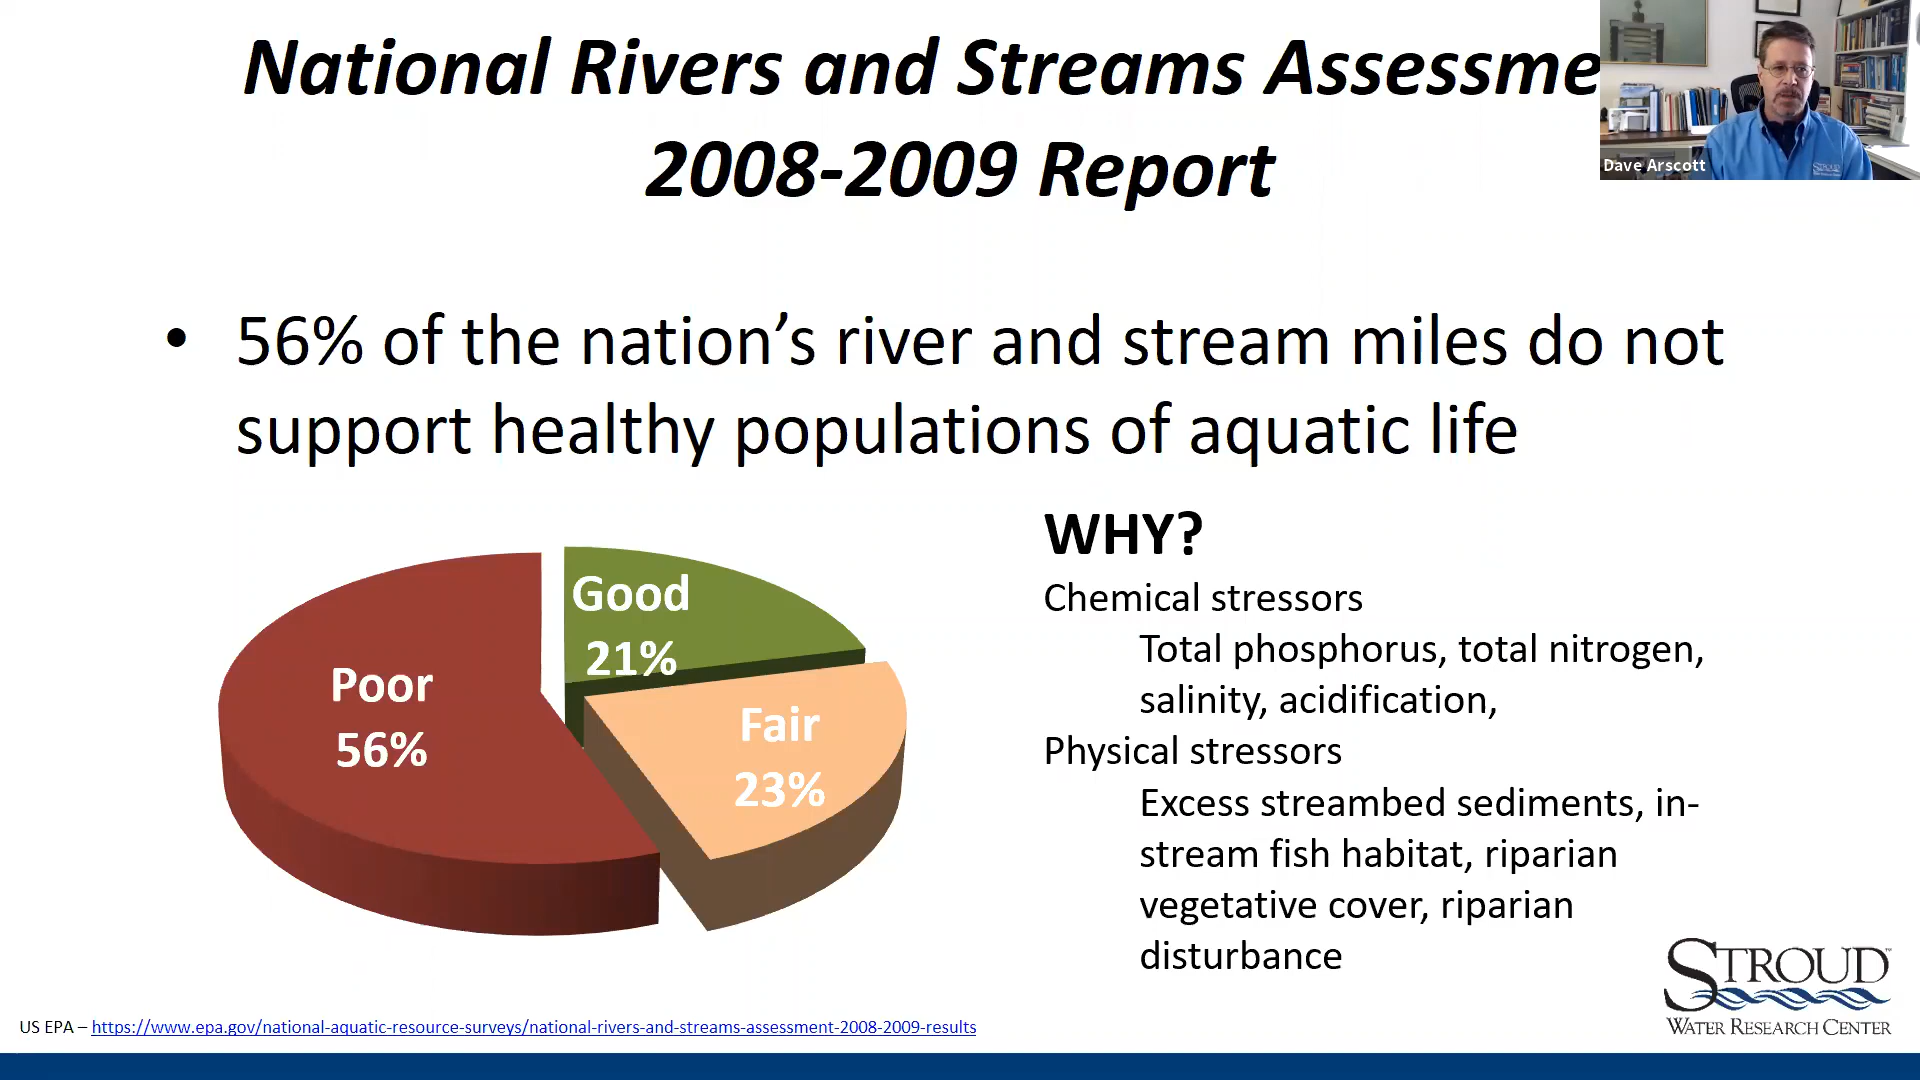 National Rivers and Streams Assessme
2008-2009 Report
Dave Arscott
STROUD
• 56% of the nation’s river and stream miles do not
support healthy populations of aquatic life
Good
21%
Poor
56%
Fair
23%
WHY?
Chemical stressors
Total phosphorus, total nitrogen,
salinity, acidification,
Physical stressors
Excess streambed sediments, in-
stream fish habitat, riparian
vegetative cover, riparian
disturbance
STROUD™
WATER RESEARCH CENTER
US EPA – https://www.epa.gov/national-aquatic-resource-surveys/national-rivers-and-streams-assessment-2008-2009-results